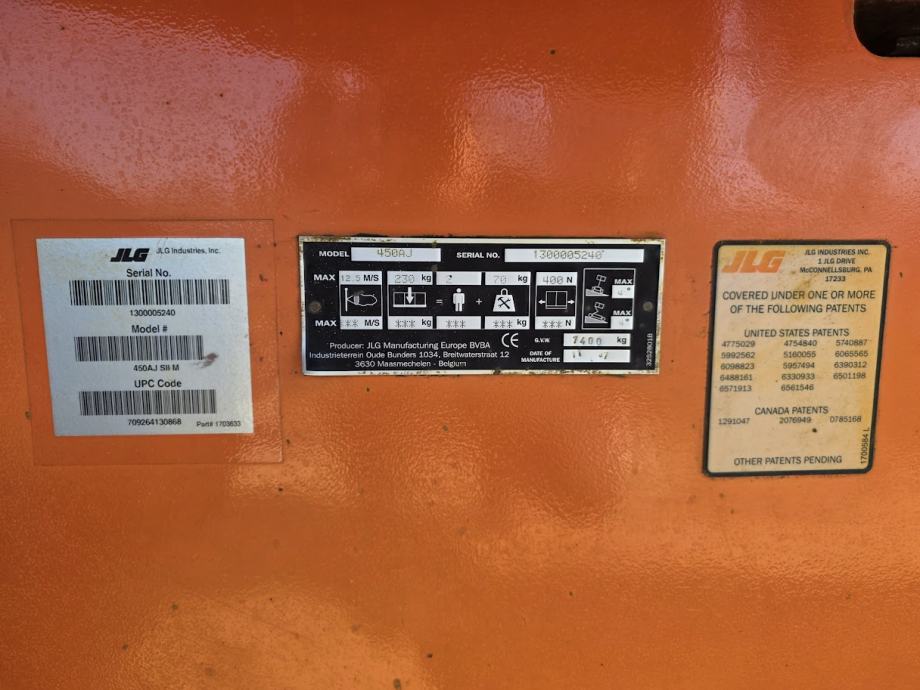 JLG JLG Industries, Inc.
Serial No.
1300005240
Model #
450AJ SII M
UPC Code
709264130868 Part# 1703633
MODEL 450AJ SERIAL NO. 1300005240
MAX 12.5 M/S 230 kg 2 70 kg 400 N
= + MAX
4°
MAX
4°
MAX *** M/S *** kg *** *** kg *** N
Producer: JLG Manufacturing Europe BVBA
Industrieterrein Oude Bunders 1034, Breitwaterstraat 12
3630 Maasmechelen - Belgium
CE
G.V.W. 7400 kg
DATE OF
MANUFACTURE
3252801B
JLG
JLG INDUSTRIES INC.
1 JLG DRIVE
McCONNELLSBURG, PA
17233
COVERED UNDER ONE OR MORE
OF THE FOLLOWING PATENTS
UNITED STATES PATENTS
4775029 4754840 5740887
5992562 5160055 6065565
6098823 5957494 6390312
6488161 6330933 6501198
6571913 6561546
CANADA PATENTS
1291047 2076949 0785168
OTHER PATENTS PENDING
1700584 L